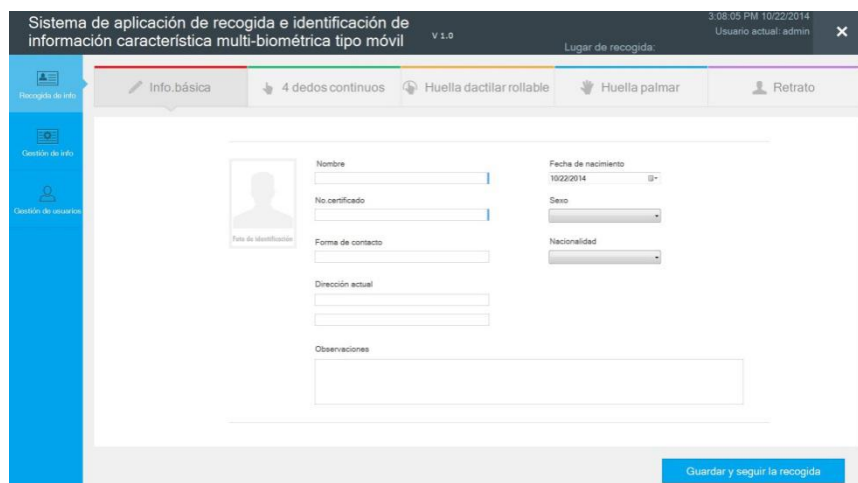 Sistema de aplicación de recogida e identificación de
información característica multi-biométrica tipo móvil
V 1.0
Lugar de recogida:
3:08:05 PM 10/22/2014
Usuario actual: admin
Recogida de info
Gestión de info
Gestión de usuarios
Info.básica
4 dedos continuos
Huella dactilar rollable
Huella palmar
Retrato
Foto de identificación
Nombre
No.certificado
Forma de contacto
Dirección actual
Observaciones
Fecha de nacimiento
10/22/2014
Sexo
Nacionalidad
Guardar y seguir la recogida